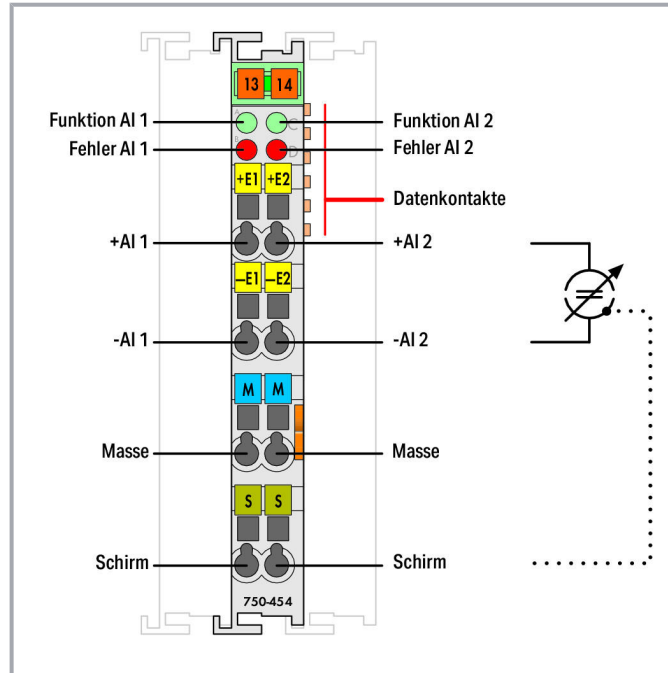 13 14
Funktion AI 1
A C
Funktion AI 2
Fehler AI 1
B D
Fehler AI 2
+E1 +E2
Datenkontakte
+AI 1
+AI 2
—E1 —E2
-AI 1
-AI 2
M M
Masse
Masse
S S
Schirm
Schirm
750-454